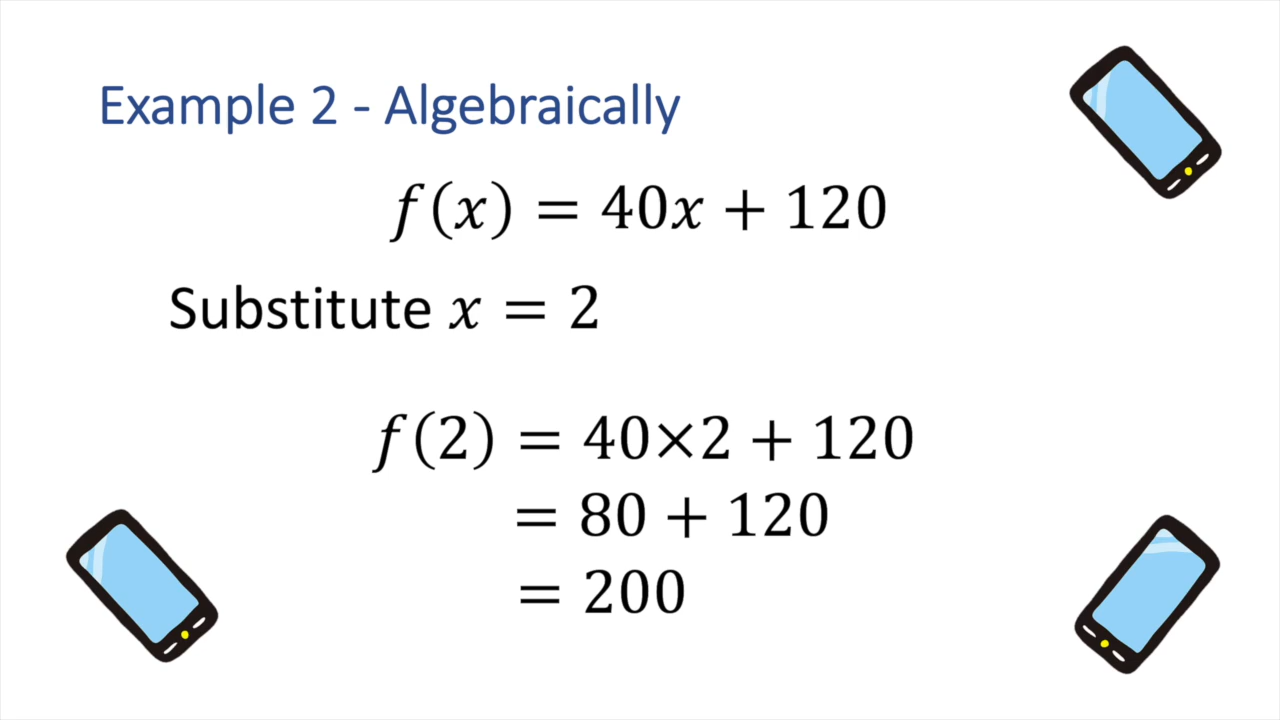 Example 2 - Algebraically
f(x) = 40x + 120
Substitute x = 2
f(2) = 40×2 + 120
= 80 + 120
= 200